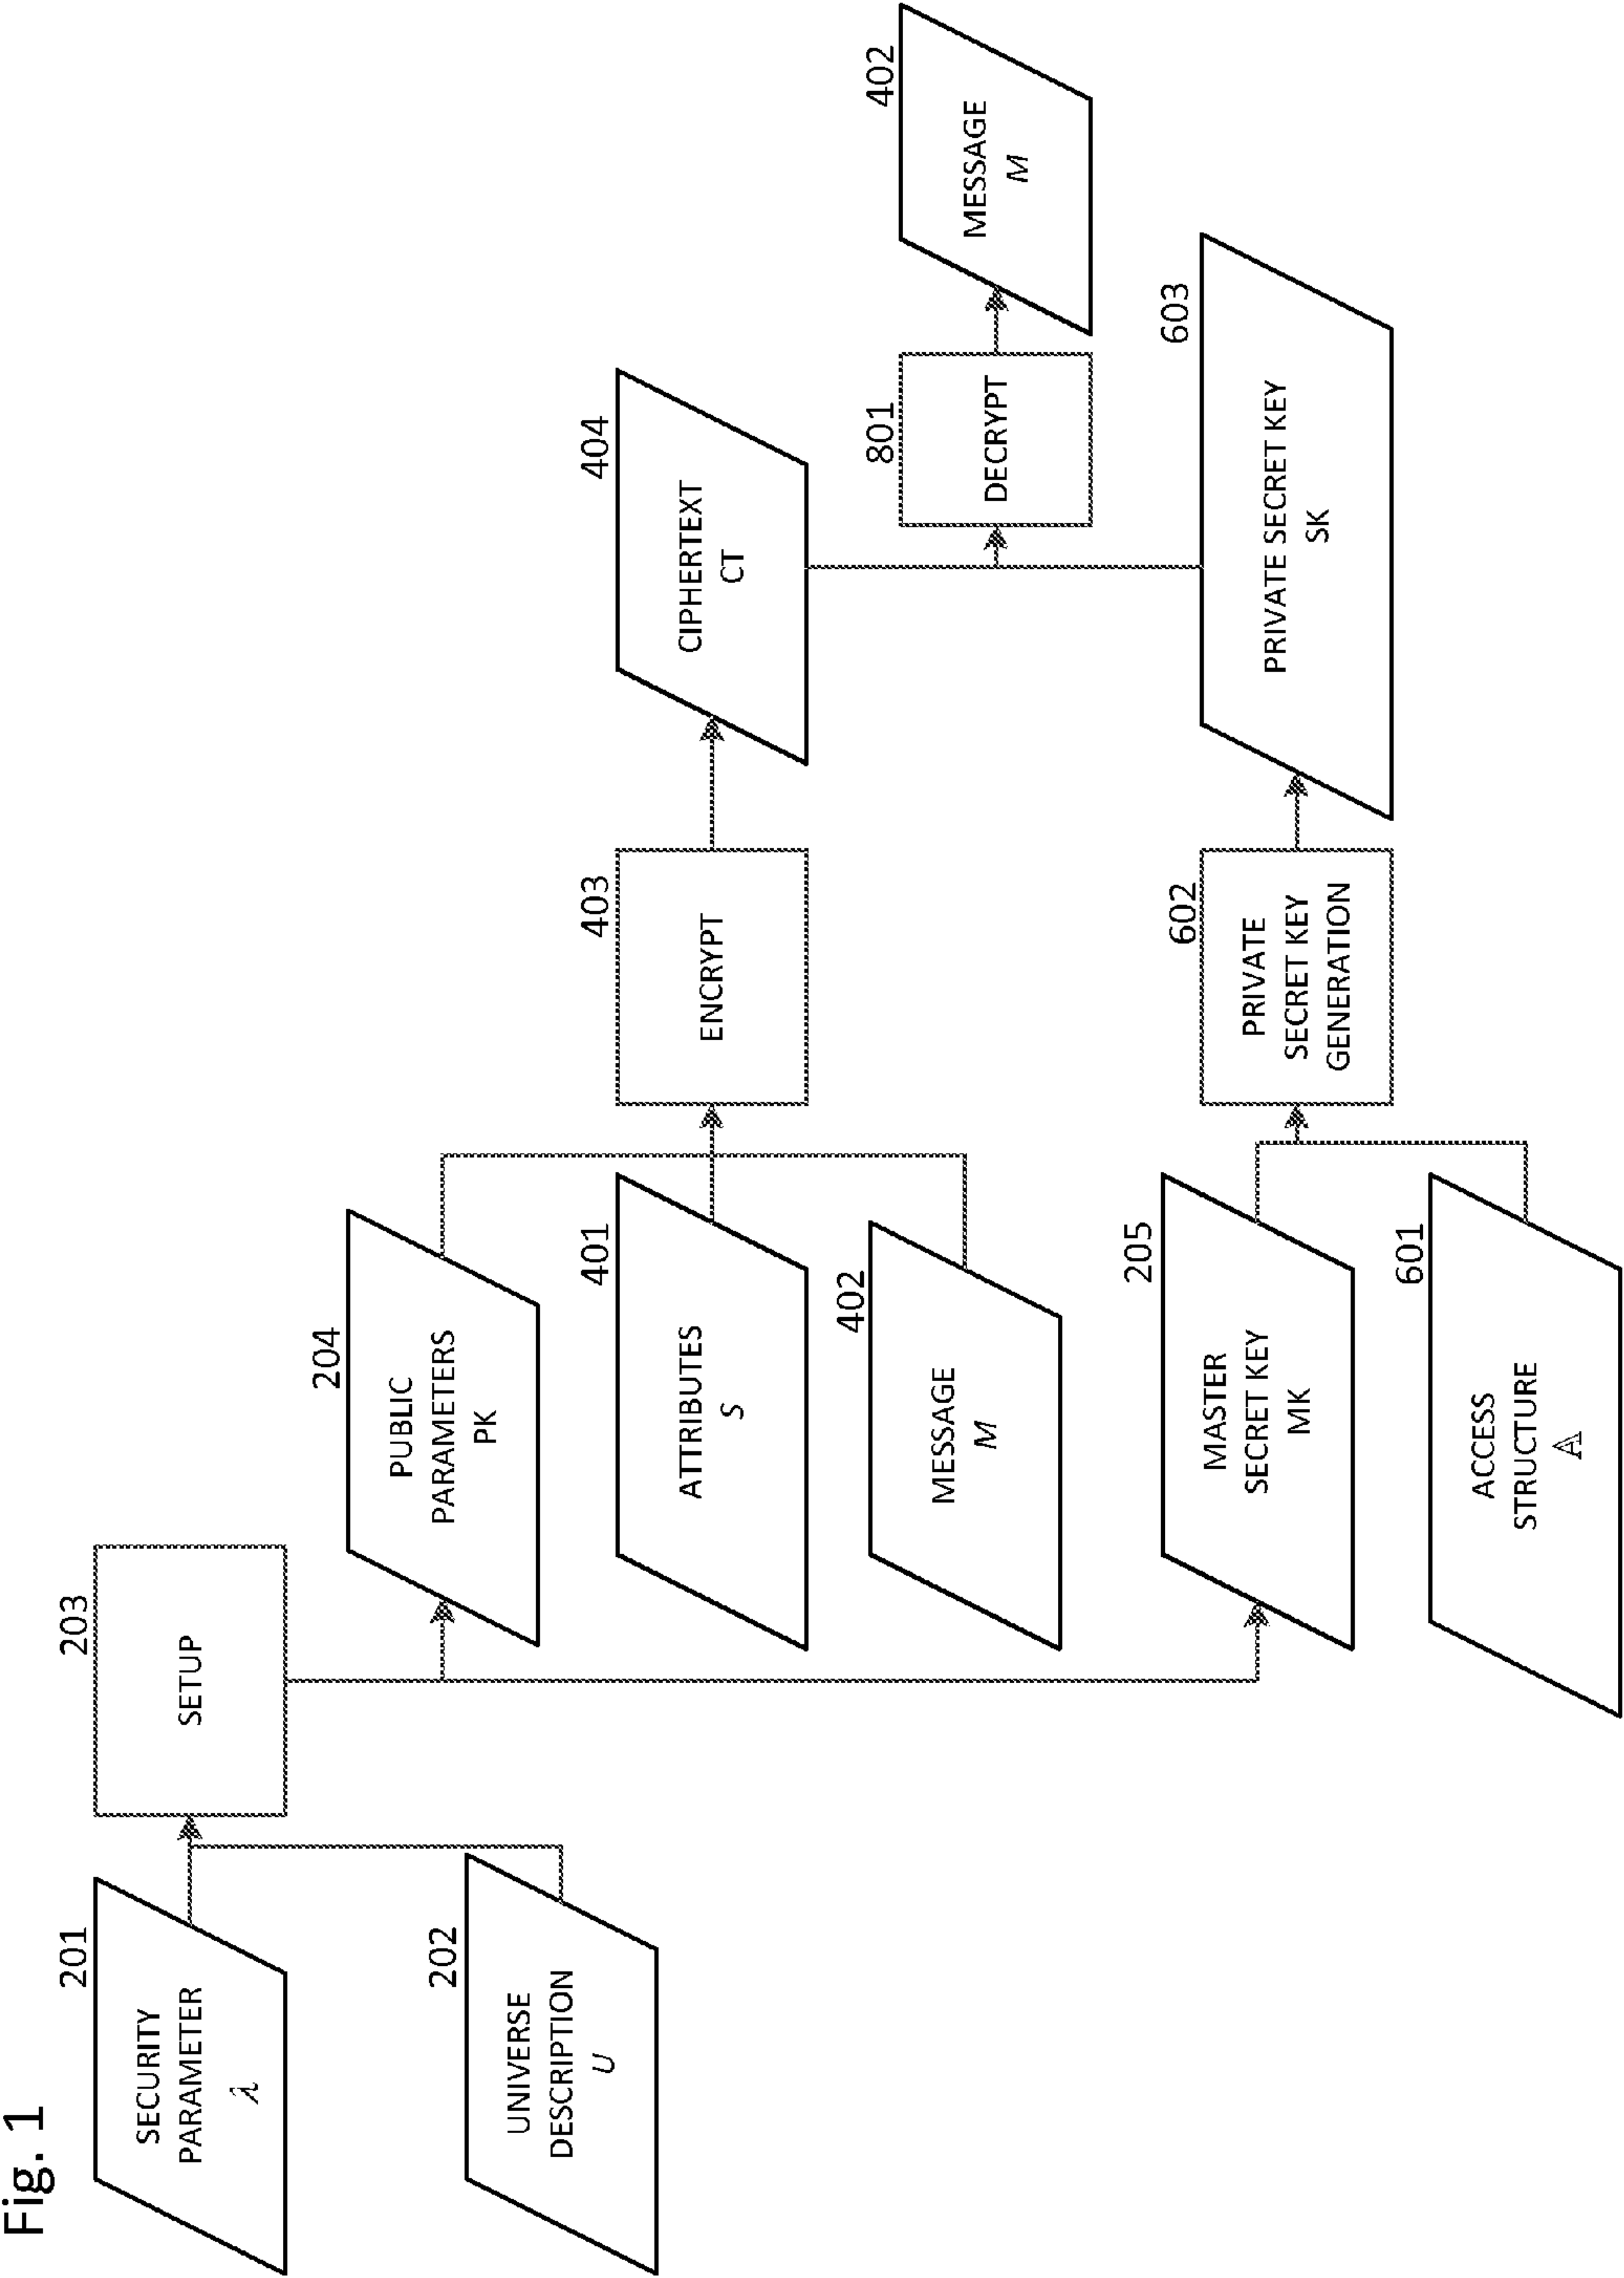 Fig. 1
201
SECURITY
PARAMETER
λ
202
UNIVERSE
DESCRIPTION
U
203
SETUP
204
PUBLIC
PARAMETERS
PK
401
ATTRIBUTES
S
402
MESSAGE
M
205
MASTER
SECRET KEY
MK
601
ACCESS
STRUCTURE
𝔸
403
ENCRYPT
602
PRIVATE
SECRET KEY
GENERATION
404
CIPHERTEXT
CT
603
PRIVATE SECRET KEY
SK
801
DECRYPT
402
MESSAGE
M